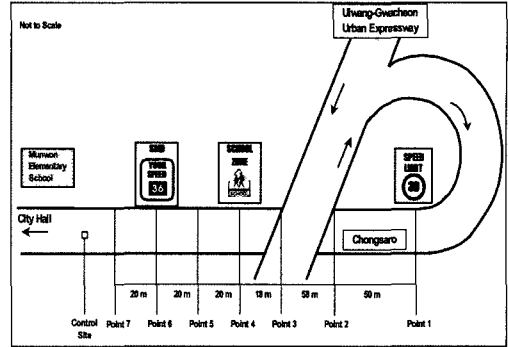 Not to Scale
Uiwang-Gwacheon
Urban Expressway
SMD
YOUR
SPEED
36
SCHOOL
ZONE
SPEED
LIMIT
30
Munwon
Elementary
School
City Hall
Chongsaro
20 m
20 m
20 m
18 m
58 m
50 m
Control
Site
Point 7
Point 6
Point 5
Point 4
Point 3
Point 2
Point 1